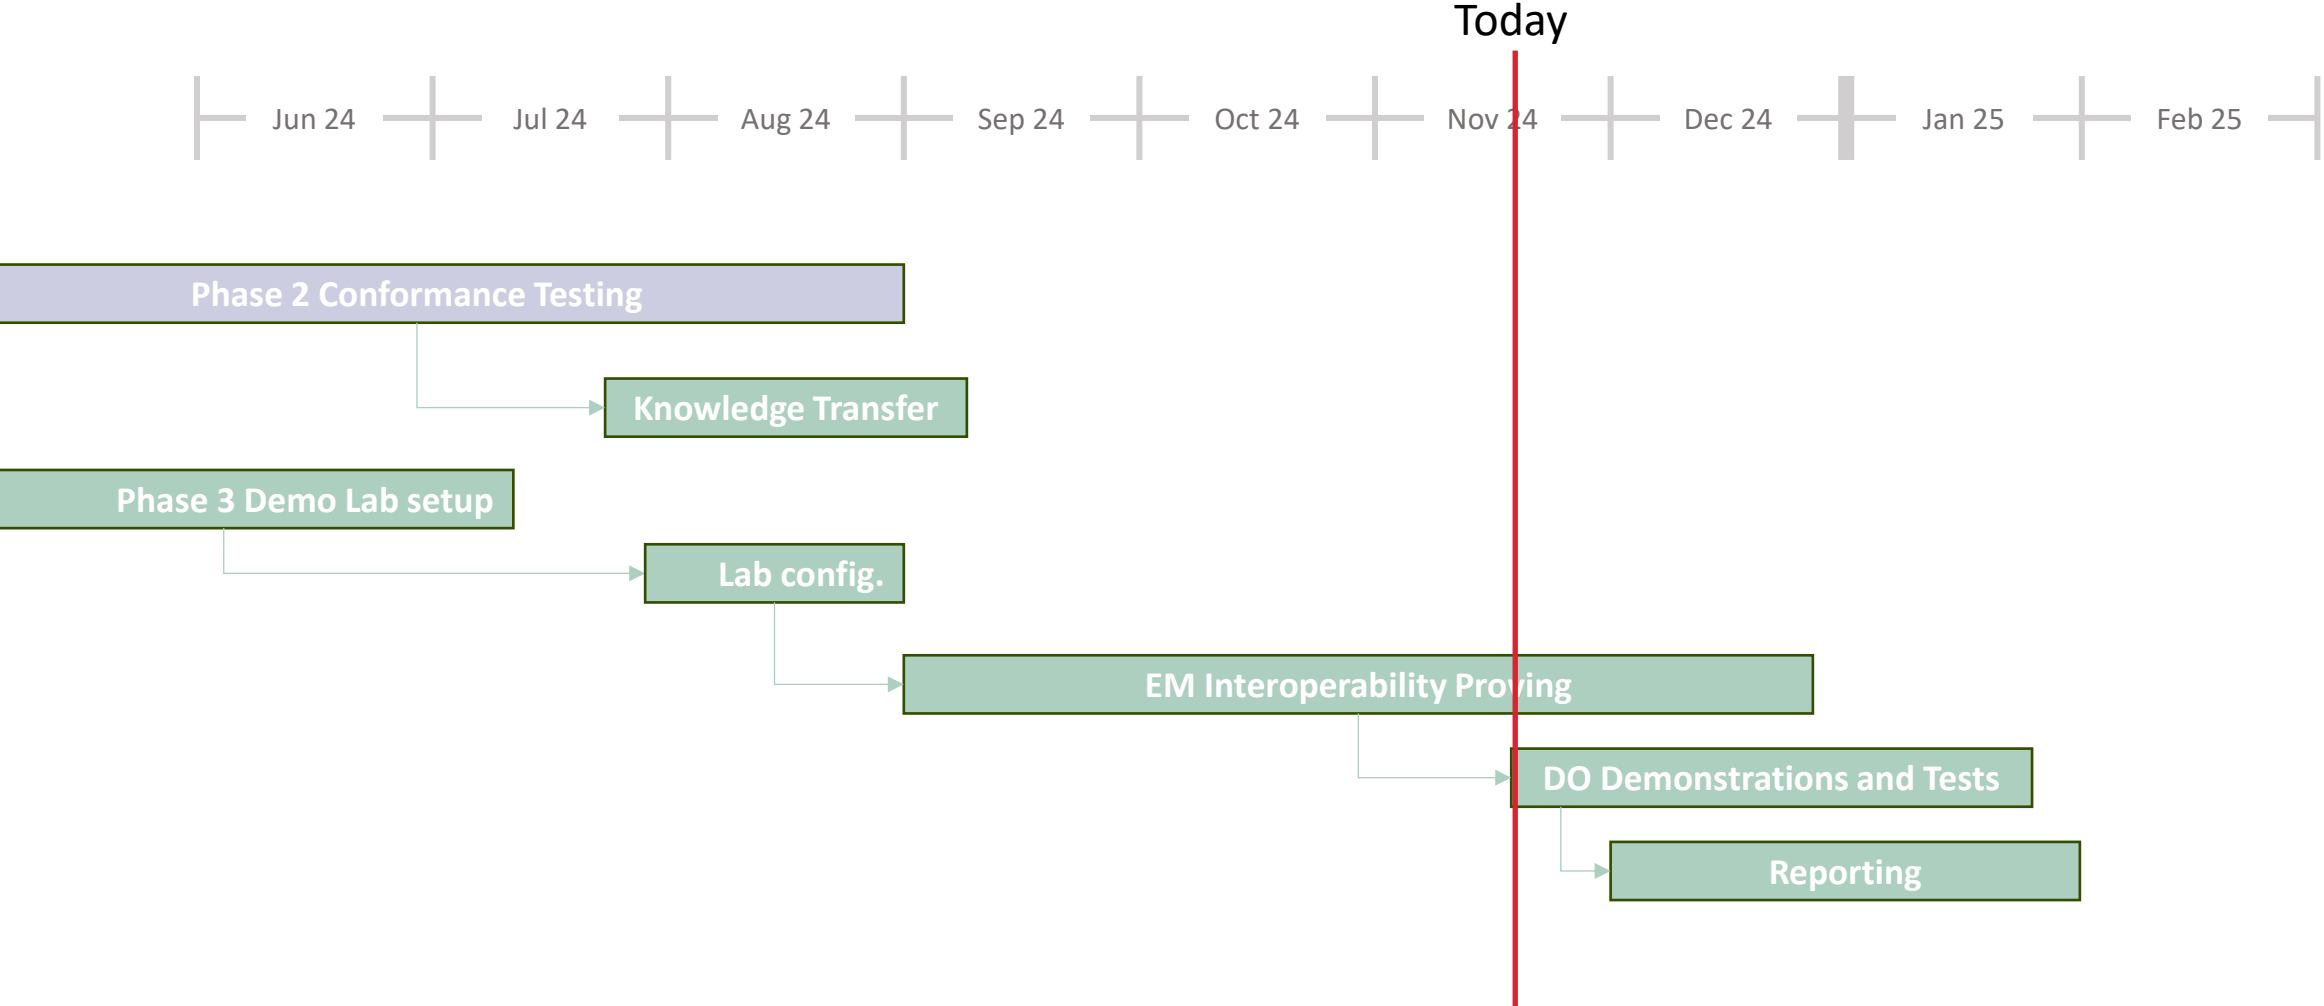 Today
Jun 24
Jul 24
Aug 24
Sep 24
Oct 24
Nov 24
Dec 24
Jan 25
Feb 25
Phase 2 Conformance Testing
Knowledge Transfer
Phase 3 Demo Lab setup
Lab config.
EM Interoperability Proving
DO Demonstrations and Tests
Reporting